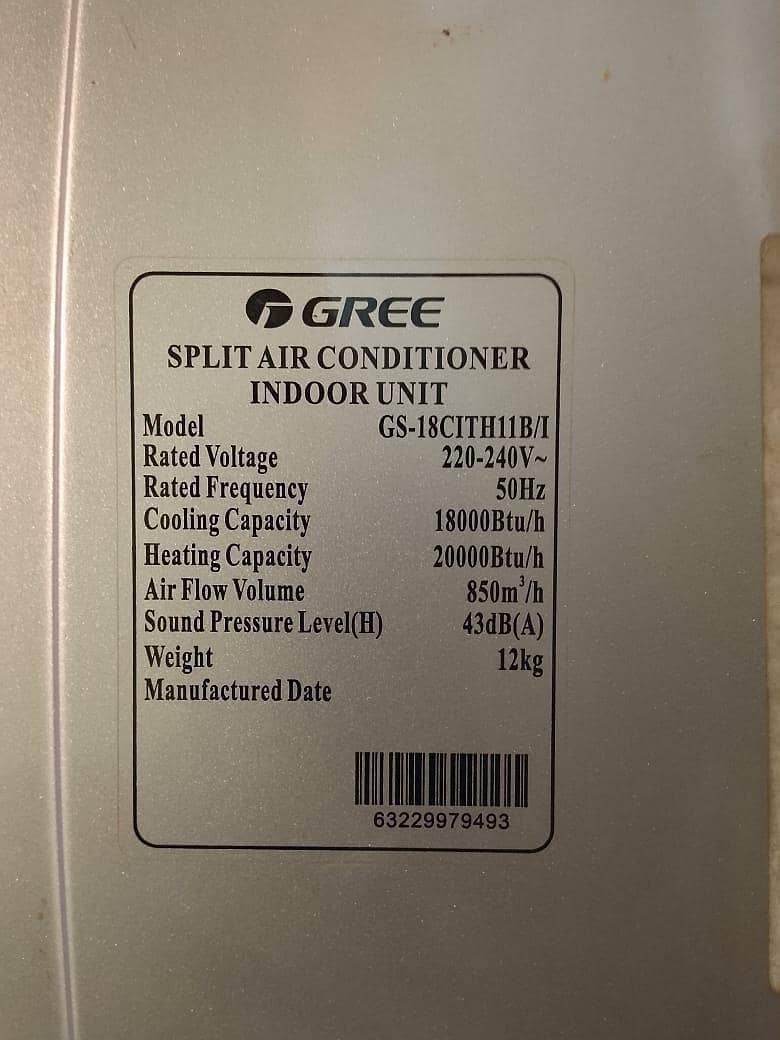 GREE
SPLIT AIR CONDITIONER
INDOOR UNIT
Model GS-18CITH11B/I
Rated Voltage 220-240V~
Rated Frequency 50Hz
Cooling Capacity 18000Btu/h
Heating Capacity 20000Btu/h
Air Flow Volume 850m³/h
Sound Pressure Level(H) 43dB(A)
Weight 12kg
Manufactured Date
63229979493